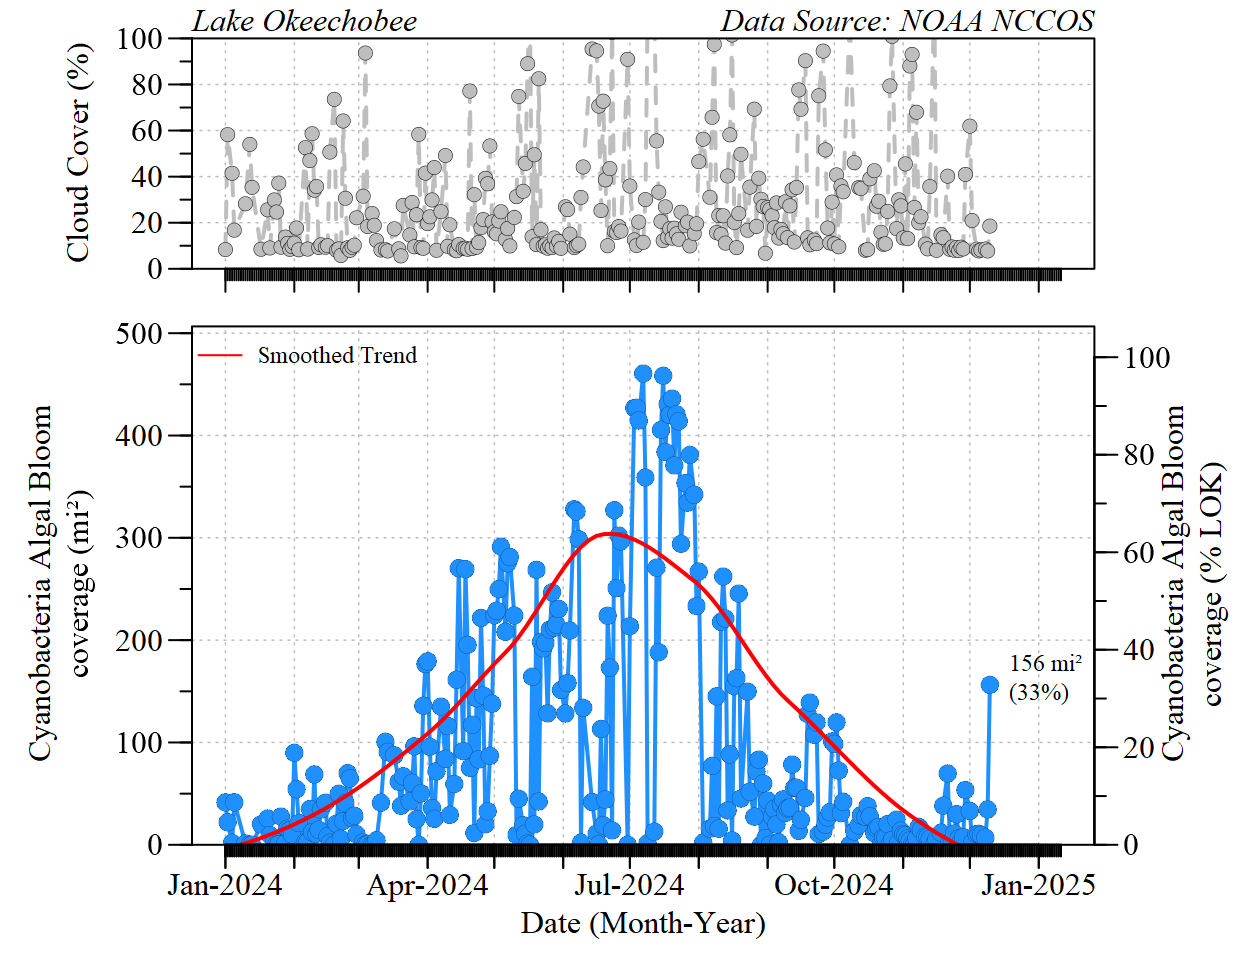 Lake Okeechobee
Data Source: NOAA NCCOS
Cloud Cover (%)
100
80
60
40
20
0
Smoothed Trend
Cyanobacteria Algal Bloom
coverage (mi²)
500
400
300
200
100
0
100
80
60
40
20
0
Cyanobacteria Algal Bloom
coverage (% LOK)
156 mi²
(33%)
Jan-2024
Apr-2024
Jul-2024
Oct-2024
Jan-2025
Date (Month-Year)